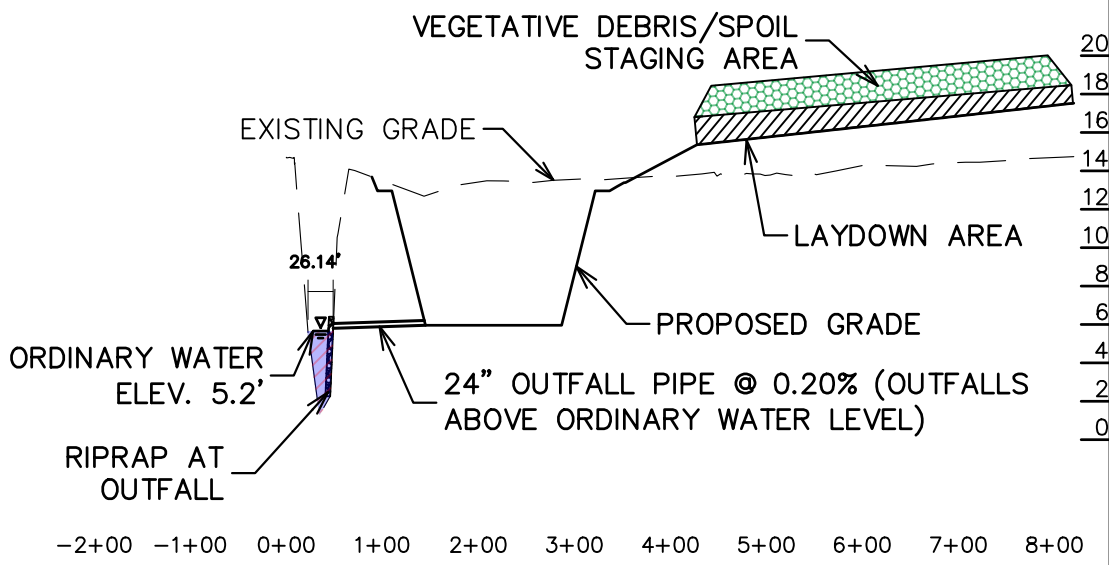 VEGETATIVE DEBRIS/SPOIL
STAGING AREA
EXISTING GRADE
26.14'
LAYDOWN AREA
PROPOSED GRADE
ORDINARY WATER
ELEV. 5.2'
24" OUTFALL PIPE @ 0.20% (OUTFALLS
ABOVE ORDINARY WATER LEVEL)
RIPRAP AT
OUTFALL
20
18
16
14
12
10
8
6
4
2
0
-2+00 -1+00 0+00 1+00 2+00 3+00 4+00 5+00 6+00 7+00 8+00